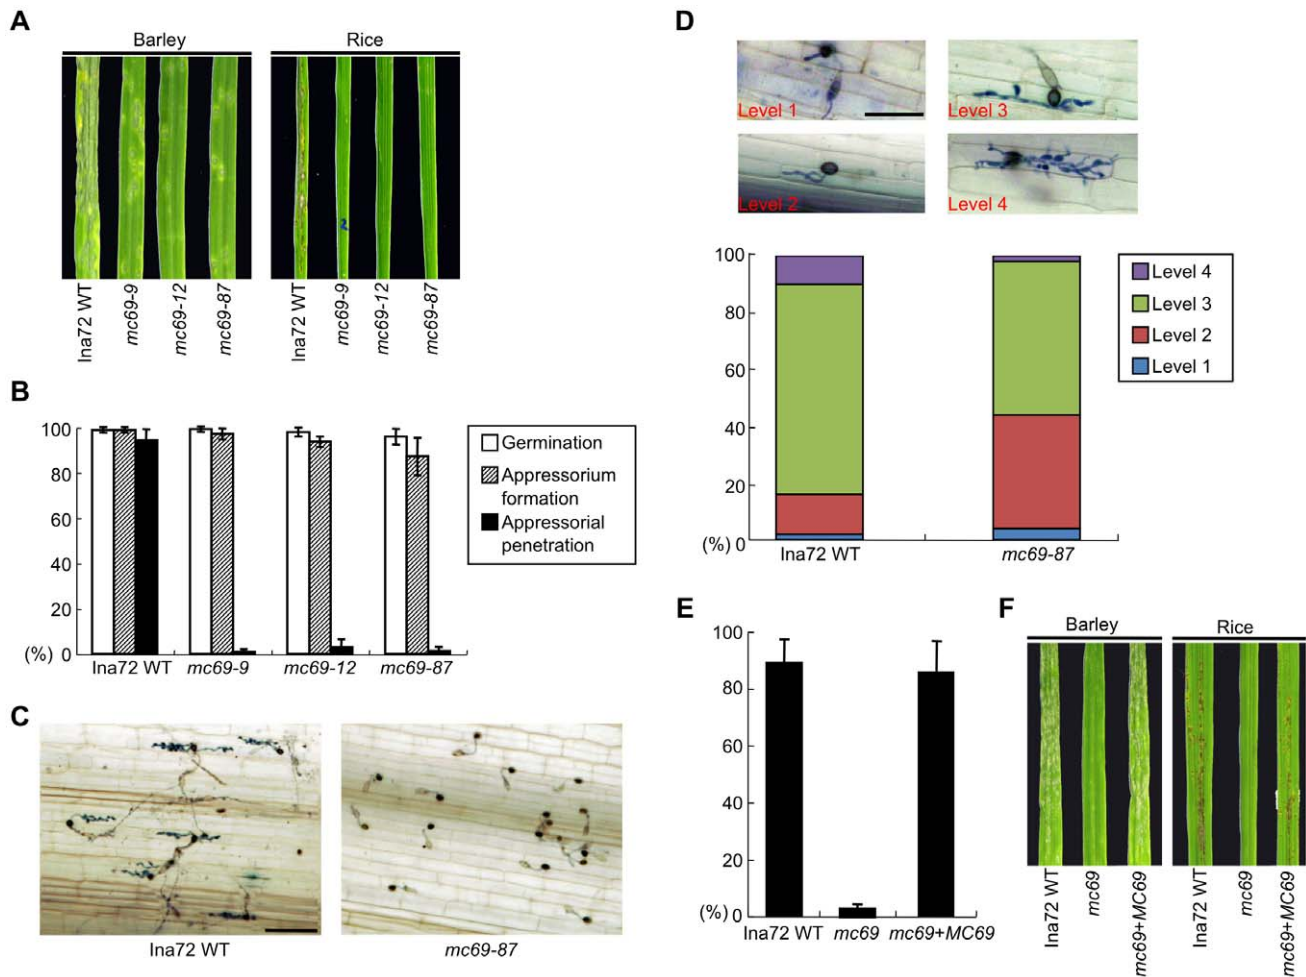 A
Barley
Rice
Ina72 WT
mc69-9
mc69-12
mc69-87
Ina72 WT
mc69-9
mc69-12
mc69-87
2
B
100
80
60
40
20
(%) 0
Ina72 WT
mc69-9
mc69-12
mc69-87
Germination
Appressorium
formation
Appressorial
penetration
C
Ina72 WT
mc69-87
D
Level 1
Level 3
Level 2
Level 4
100
80
60
40
20
(%) 0
Ina72 WT
mc69-87
Level 4
Level 3
Level 2
Level 1
E
100
80
60
40
20
(%) 0
Ina72 WT
mc69
mc69+MC69
F
Barley
Rice
Ina72 WT
mc69
mc69+MC69
Ina72 WT
mc69
mc69+MC69